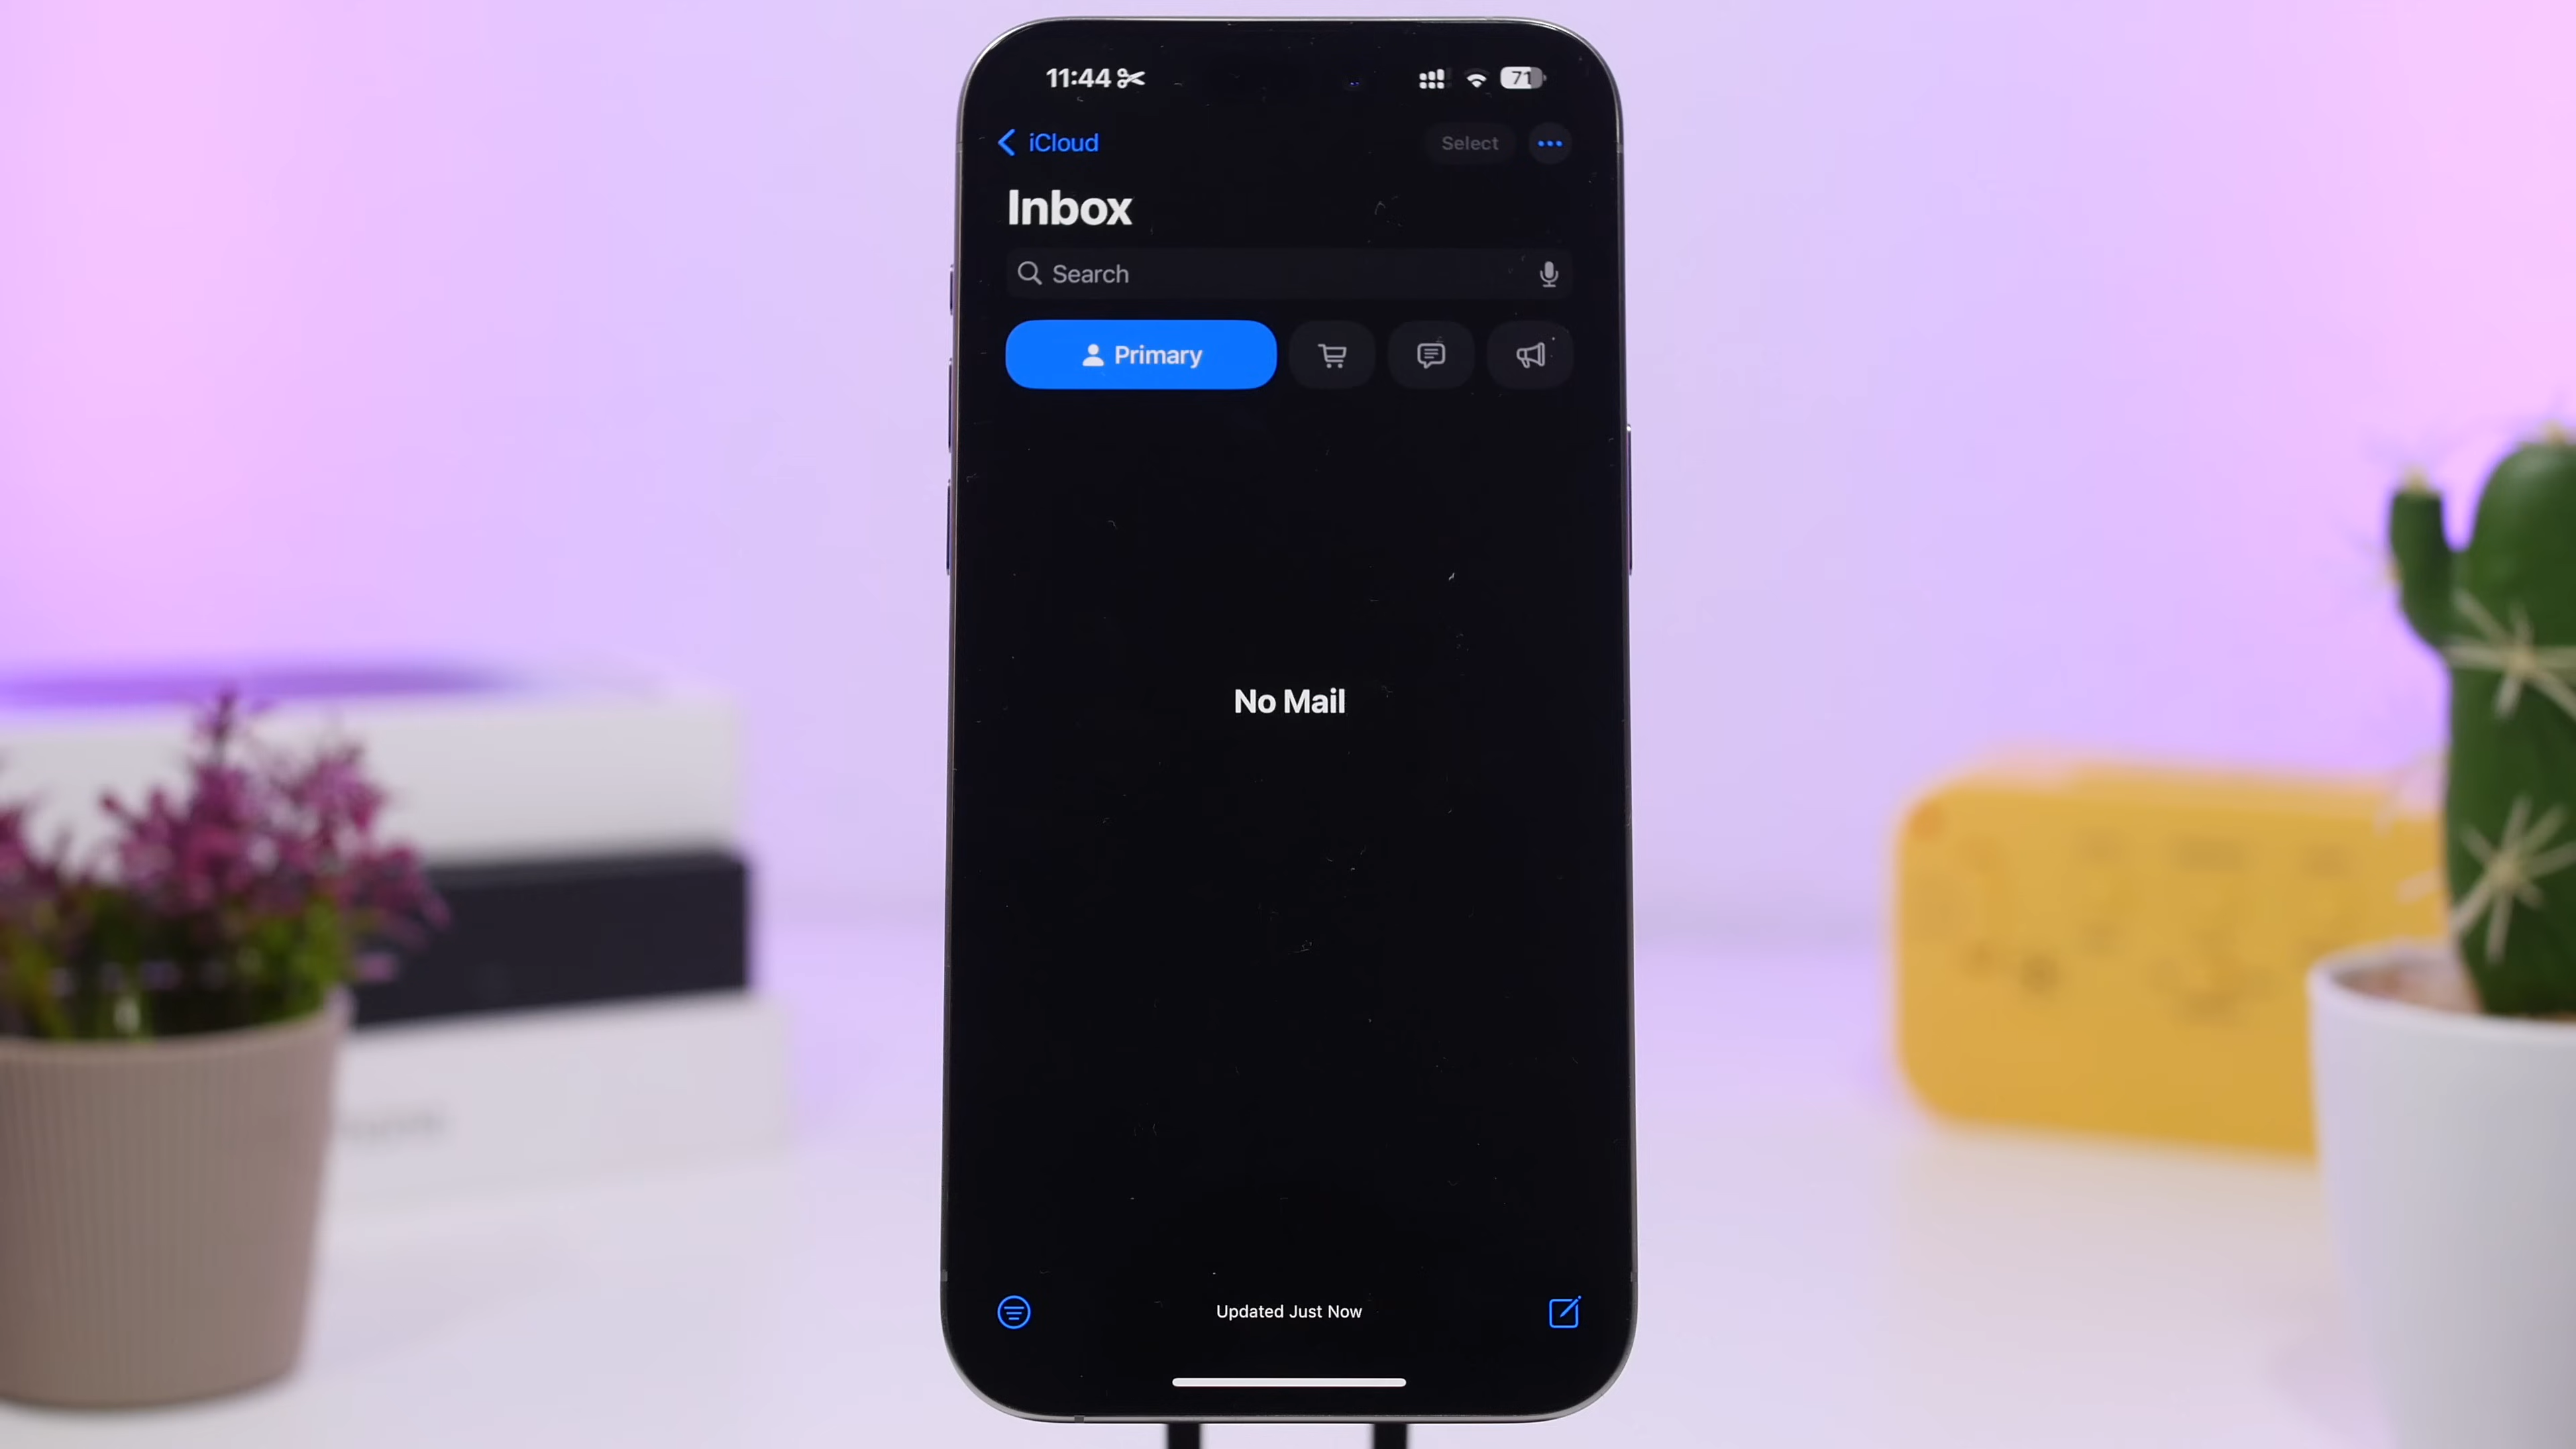 11:44
71
iCloud
Select
Inbox
Search
Primary
No Mail
Updated Just Now